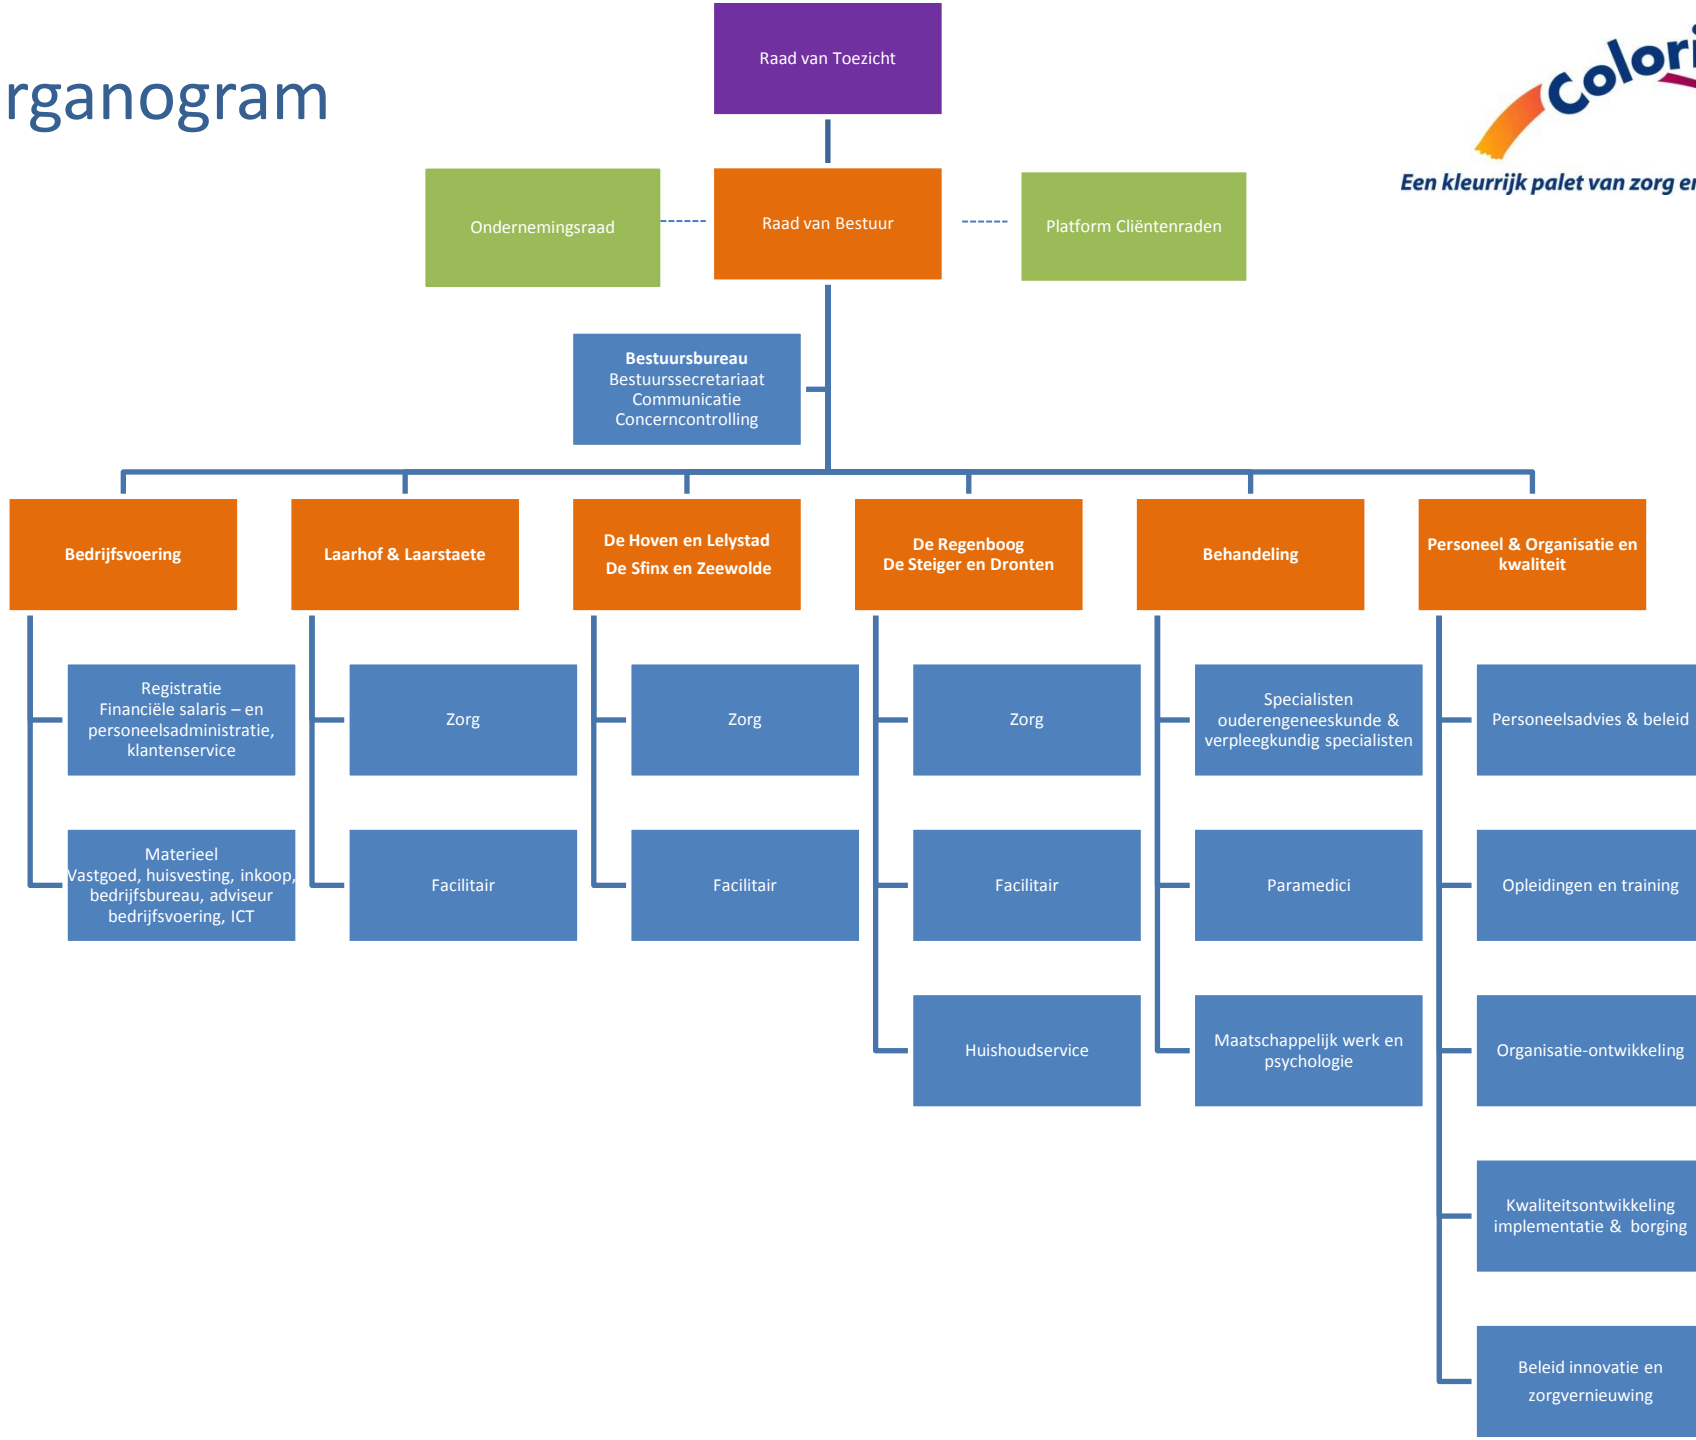 rganogram
Raad van Toezicht
Colori
Een kleurrijk palet van zorg en
Ondernemingsraad
Raad van Bestuur
Platform Cliëntenraden
Bestuursbureau
Bestuurssecretariaat
Communicatie
Concerncontrolling
Bedrijfsvoering
Laarhof & Laarstaete
De Hoven en Lelystad
De Sfinx en Zeewolde
De Regenboog
De Steiger en Dronten
Behandeling
Personeel & Organisatie en
kwaliteit
Registratie
Financiële salaris – en
personeelsadministratie,
klantenservice
Zorg
Zorg
Zorg
Specialisten
ouderengeneeskunde &
verpleegkundig specialisten
Personeelsadvies & beleid
Materieel
Vastgoed, huisvesting, inkoop,
bedrijfsbureau, adviseur
bedrijfsvoering, ICT
Facilitair
Facilitair
Facilitair
Paramedici
Opleidingen en training
Huishoudservice
Maatschappelijk werk en
psychologie
Organisatie-ontwikkeling
Kwaliteitsontwikkeling
implementatie &  borging
Beleid innovatie en
zorgvernieuwing